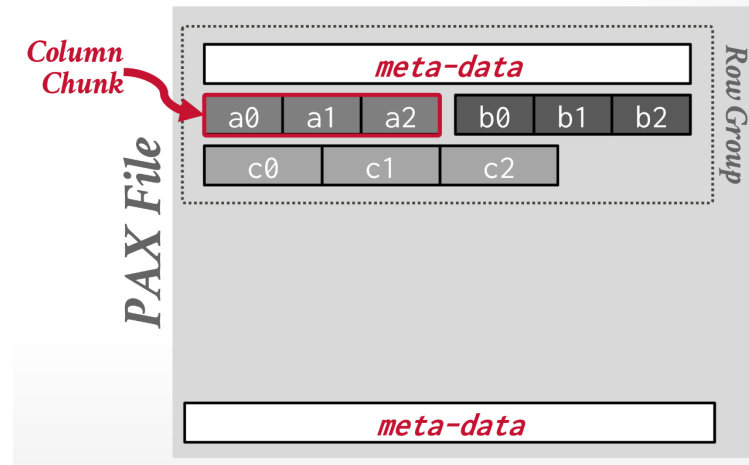 Column
Chunk
meta-data
a0 a1 a2 b0 b1 b2
c0 c1 c2
Row Group
PAX File
meta-data